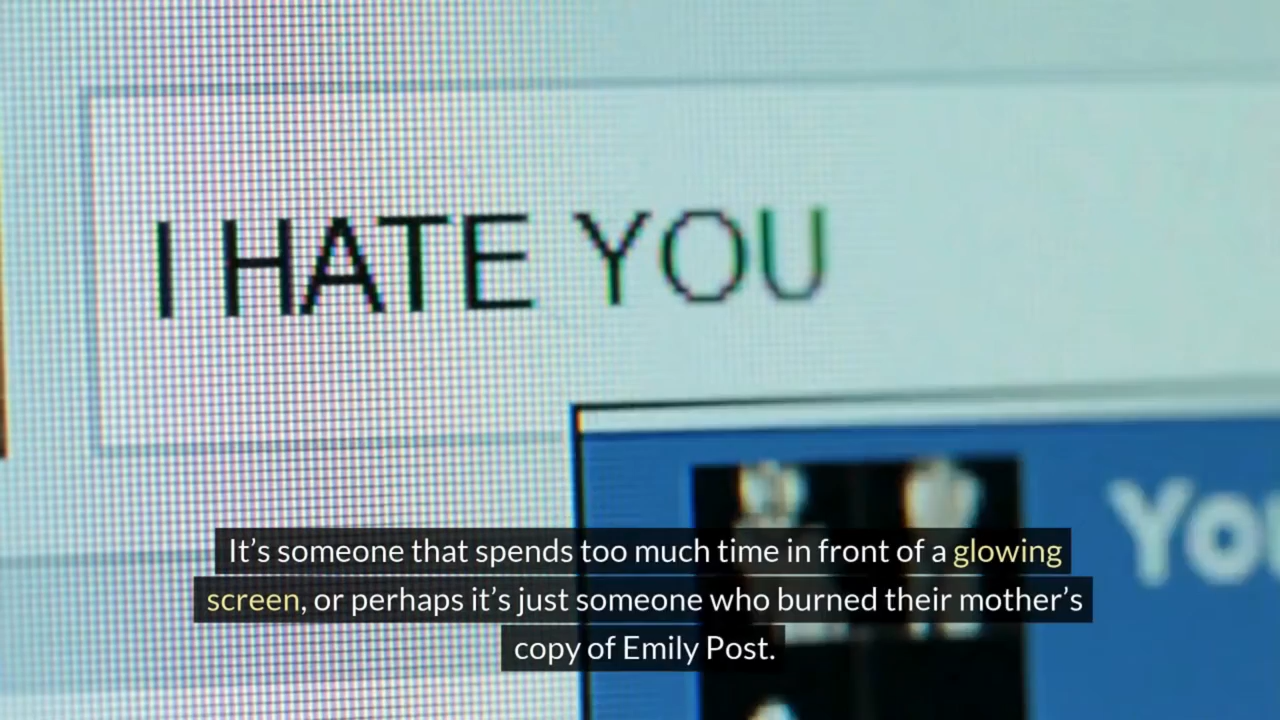 I HATE YOU
You
It’s someone that spends too much time in front of a glowing
screen, or perhaps it’s just someone who burned their mother’s
copy of Emily Post.